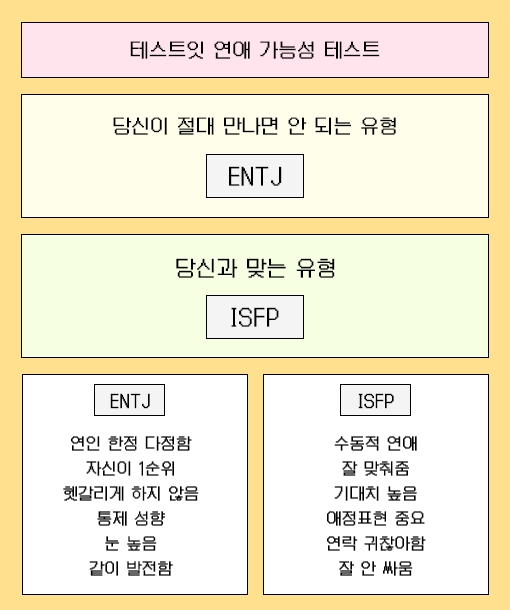 테스트잇 연애 가능성 테스트
당신이 절대 만나면 안 되는 유형
ENTJ
당신과 맞는 유형
ISFP
ENTJ
연인 한정 다정함
자신이 1순위
헷갈리게 하지 않음
통제 성향
눈 높음
같이 발전함
ISFP
수동적 연애
잘 맞춰줌
기대치 높음
애정표현 중요
연락 귀찮아함
잘 안 싸움